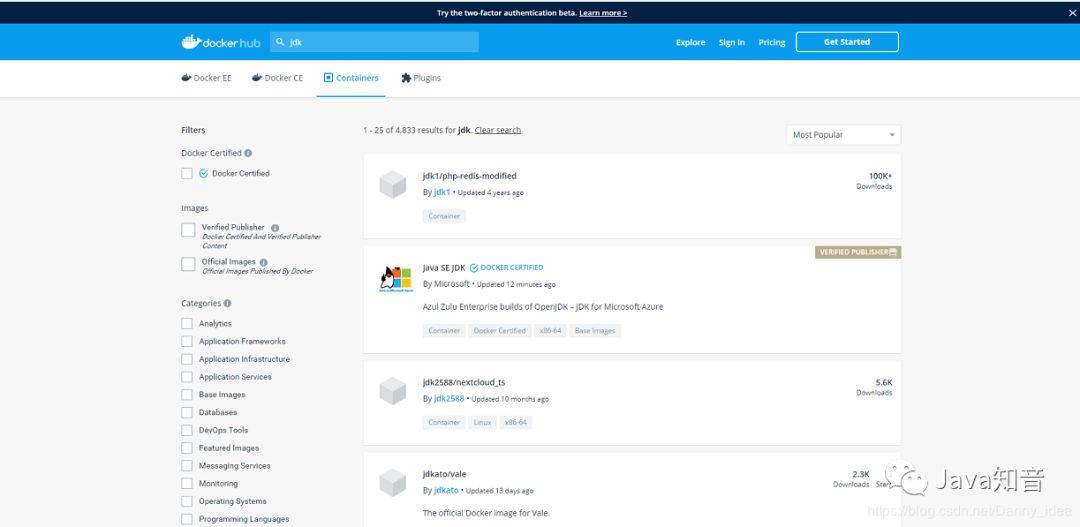 Try the two-factor authentication beta. Learn more >
docker hub
jdk
Explore
Sign In
Pricing
Get Started
Docker EE
Docker CE
Containers
Plugins
Filters
1 - 25 of 4,833 results for jdk. Clear search
Most Popular
Docker Certified
Docker Certified
Images
Verified Publisher
Docker Certified And Verified Publisher
Content
Official Images
Official Images Published By Docker
Categories
Analytics
Application Frameworks
Application Infrastructure
Application Services
Base Images
Databases
DevOps Tools
Featured Images
Messaging Services
Monitoring
Operating Systems
Programming Languages
jdk1/php-redis-modified
By jdk1 • Updated 4 years ago
Container
100K+
Downloads
VERIFIED PUBLISHER
Java SE JDK DOCKER CERTIFIED
By Microsoft • Updated 12 minutes ago
Azul Zulu Enterprise builds of OpenJDK – JDK for Microsoft Azure
Container Docker Certified x86-64 Base Images
jdk2588/nextcloud_ts
By jdk2588 • Updated 10 months ago
Container Linux x86-64
5.6K
Downloads
jdkato/vale
By jdkato • Updated 13 days ago
The official Docker image for Vale.
2.3K
Downloads
Java知音
https://blog.csdn.net/Danny_idea